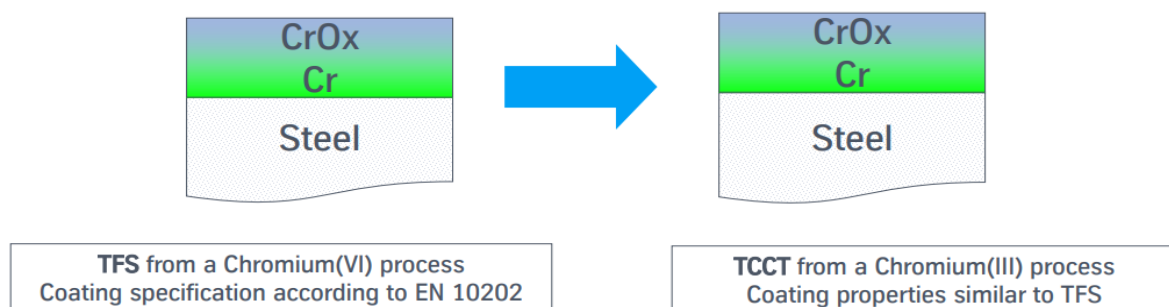 CrOx
Cr
Steel
CrOx
Cr
Steel
TFS from a Chromium(VI) process
Coating specification according to EN 10202
TCCT from a Chromium(III) process
Coating properties similar to TFS